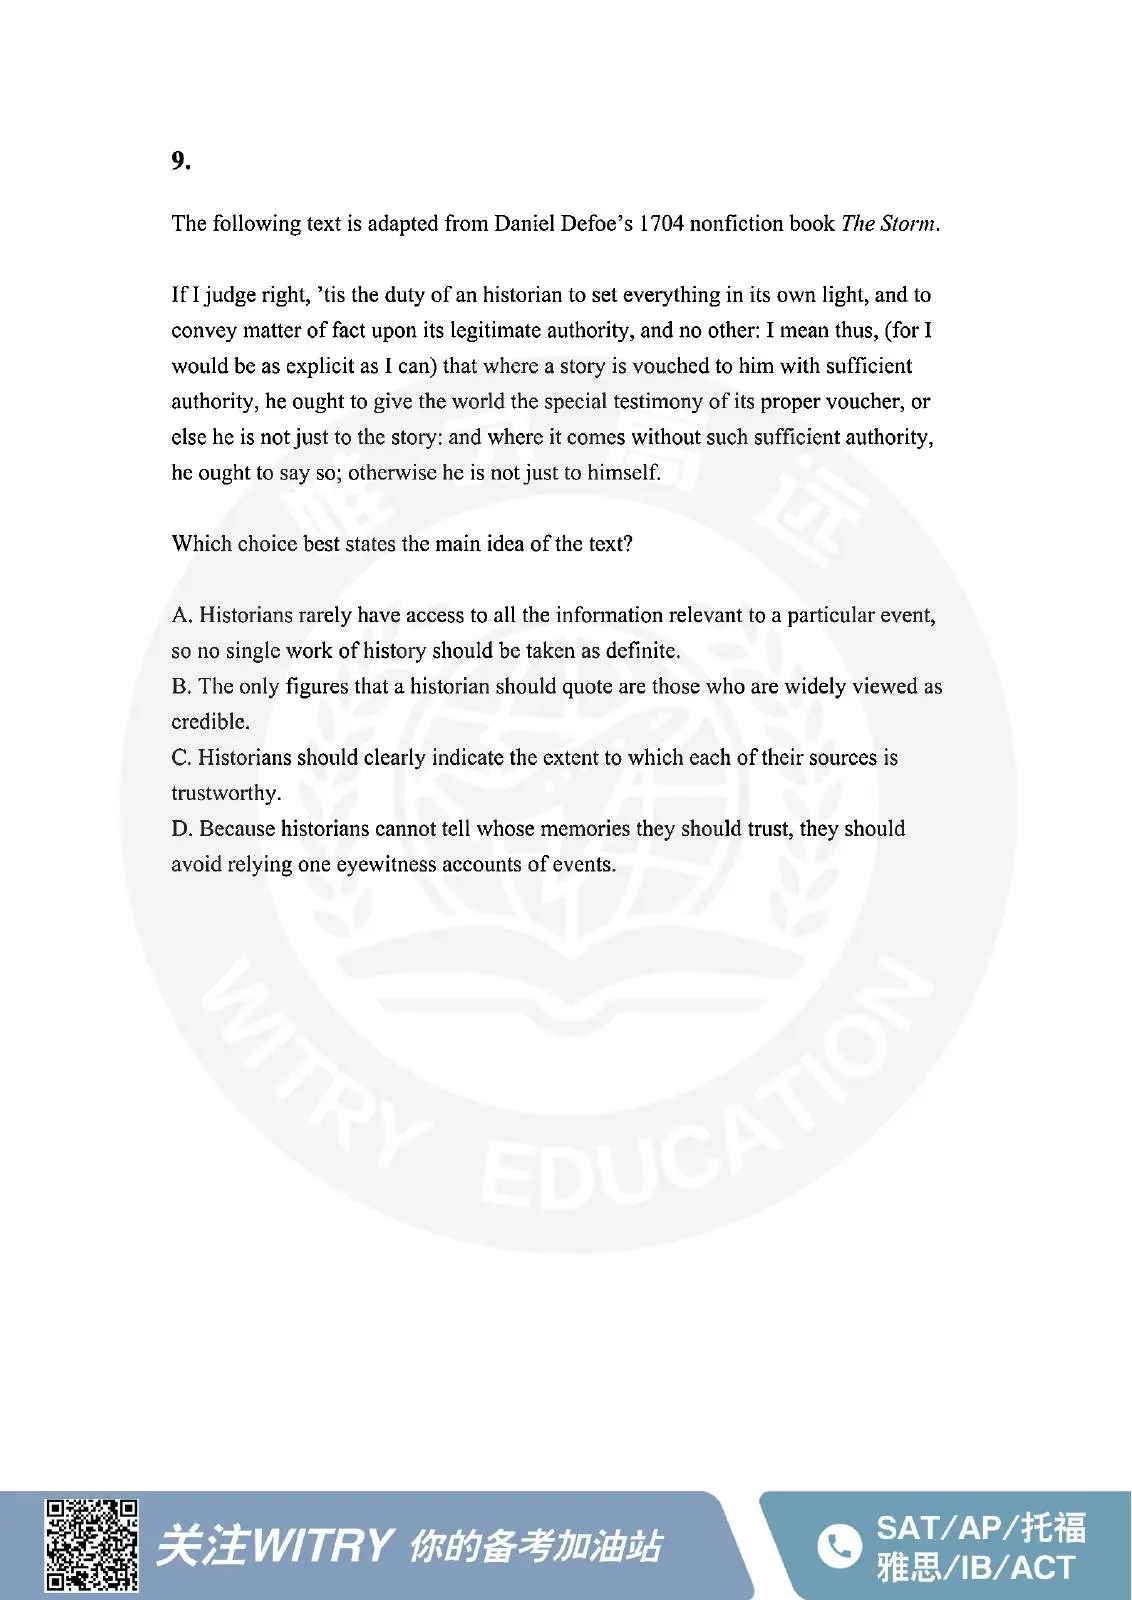 9.
The following text is adapted from Daniel Defoe’s 1704 nonfiction book The Storm.
If I judge right, ’tis the duty of an historian to set everything in its own light, and to
convey matter of fact upon its legitimate authority, and no other: I mean thus, (for I
would be as explicit as I can) that where a story is vouched to him with sufficient
authority, he ought to give the world the special testimony of its proper voucher, or
else he is not just to the story: and where it comes without such sufficient authority,
he ought to say so; otherwise he is not just to himself.
Which choice best states the main idea of the text?
A. Historians rarely have access to all the information relevant to a particular event,
so no single work of history should be taken as definite.
B. The only figures that a historian should quote are those who are widely viewed as
credible.
C. Historians should clearly indicate the extent to which each of their sources is
trustworthy.
D. Because historians cannot tell whose memories they should trust, they should
avoid relying one eyewitness accounts of events.
惟习高远
WITRY EDUCATION
关注WITRY 你的备考加油站
SAT/AP/托福
雅思/IB/ACT